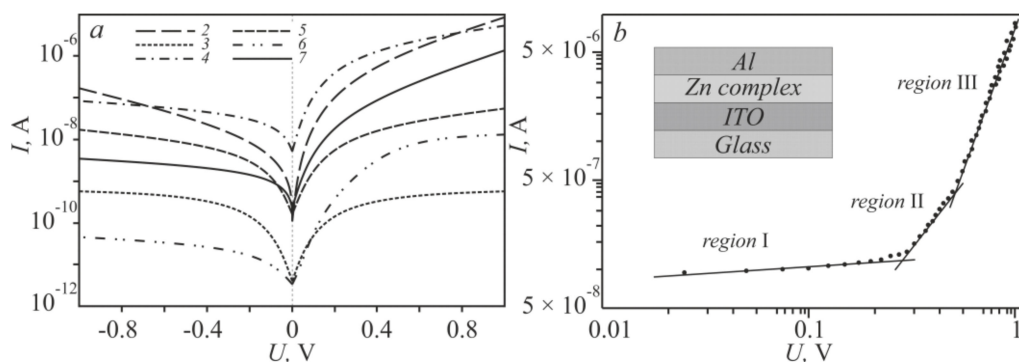 a
2
3
4
5
6
7
10⁻⁶
10⁻⁸
10⁻¹⁰
10⁻¹²
I, A
-0.8
-0.4
0
0.4
0.8
U, V
b
Al
Zn complex
ITO
Glass
region III
region II
region I
5 × 10⁻⁶
5 × 10⁻⁷
5 × 10⁻⁸
I, A
0.01
0.10
1
U, V